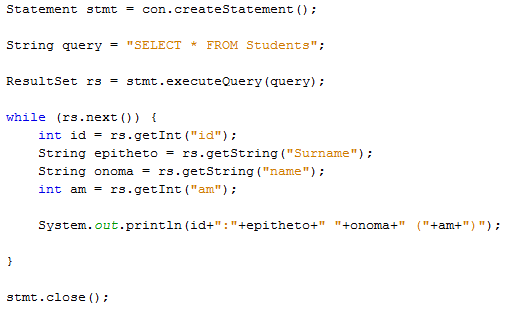 Statement stmt = con.createStatement();
String query = "SELECT * FROM Students";
ResultSet rs = stmt.executeQuery(query);
while (rs.next()) {
int id = rs.getInt("id");
String epitheto = rs.getString("Surname");
String onoma = rs.getString("name");
int am = rs.getInt("am");
System.out.println(id+":"+epitheto+" "+onoma+" ("+am+")");
}
stmt.close();